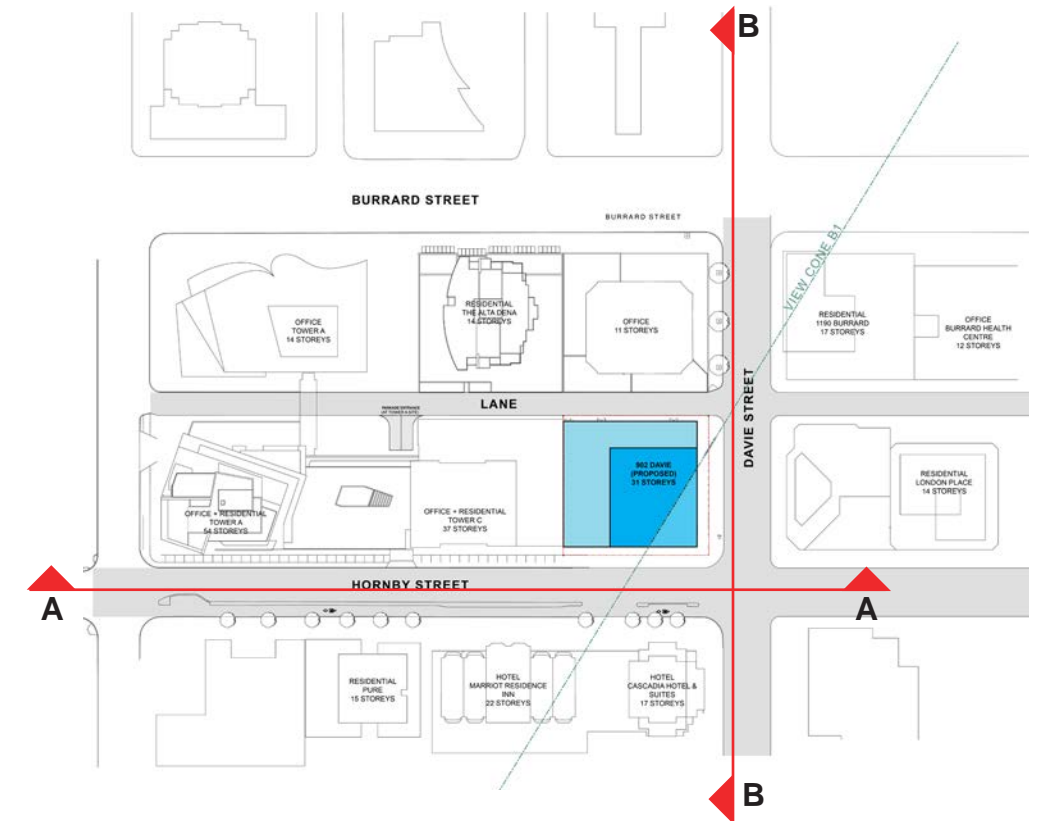 B
BURRARD STREET
BURRARD STREET
VIEW CONE B1
OFFICE
TOWER A
14 STOREYS
RESIDENTIAL
THE ALTA DENA
14 STOREYS
OFFICE
11 STOREYS
RESIDENTIAL
1190 BURRARD
17 STOREYS
OFFICE
BURRARD HEALTH
CENTRE
12 STOREYS
LANE
DAVIE STREET
OFFICE + RESIDENTIAL
TOWER A
54 STOREYS
OFFICE + RESIDENTIAL
TOWER C
37 STOREYS
902 DAVIE
(PROPOSED)
31 STOREYS
RESIDENTIAL
LONDON PLACE
14 STOREYS
HORNBY STREET
A
A
RESIDENTIAL
PURE
15 STOREYS
HOTEL
MARRIOT RESIDENCE
INN
22 STOREYS
HOTEL
CASCADIA HOTEL &
SUITES
17 STOREYS
B